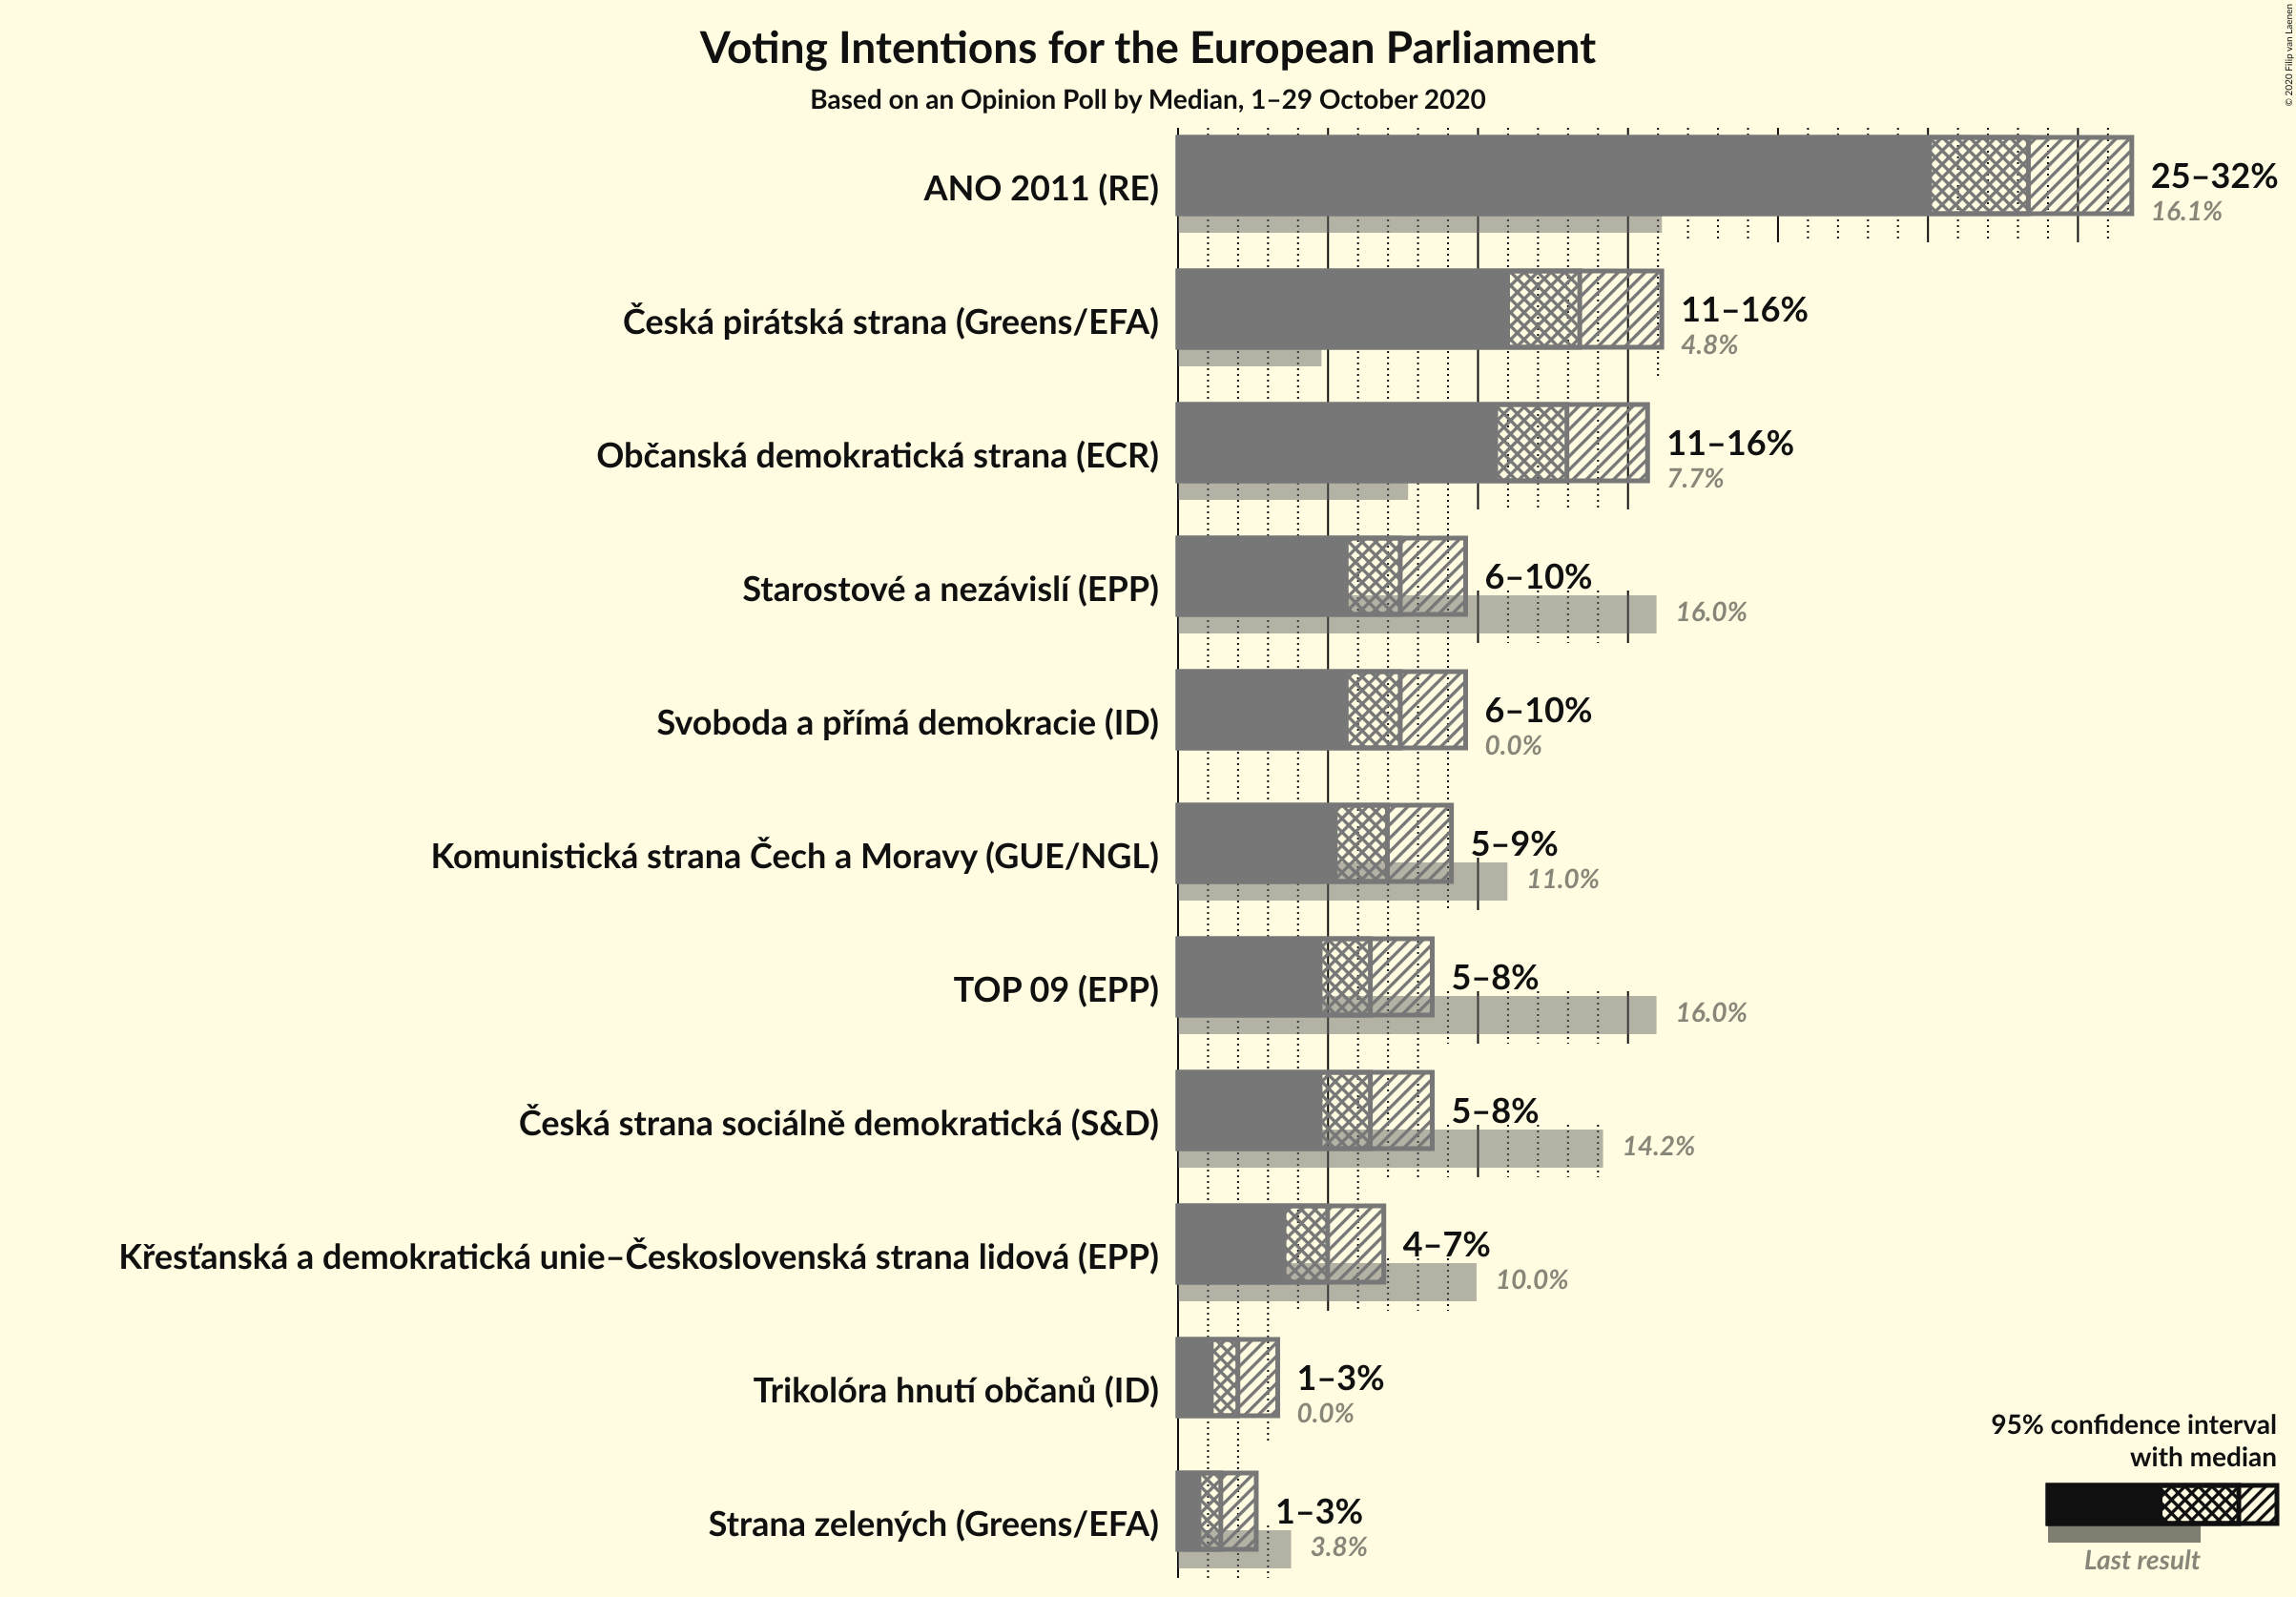 © 2020 Filip van Laenen
Voting Intentions for the European Parliament
Based on an Opinion Poll by Median, 1–29 October 2020
ANO 2011 (RE)
25–32%
16.1%
Česká pirátská strana (Greens/EFA)
11–16%
4.8%
Občanská demokratická strana (ECR)
11–16%
7.7%
Starostové a nezávislí (EPP)
6–10%
16.0%
Svoboda a přímá demokracie (ID)
6–10%
0.0%
Komunistická strana Čech a Moravy (GUE/NGL)
5–9%
11.0%
TOP 09 (EPP)
5–8%
16.0%
Česká strana sociálně demokratická (S&D)
5–8%
14.2%
Křesťanská a demokratická unie–Československá strana lidová (EPP)
4–7%
10.0%
Trikolóra hnutí občanů (ID)
1–3%
0.0%
Strana zelených (Greens/EFA)
1–3%
3.8%
95% confidence interval
with median
Last result